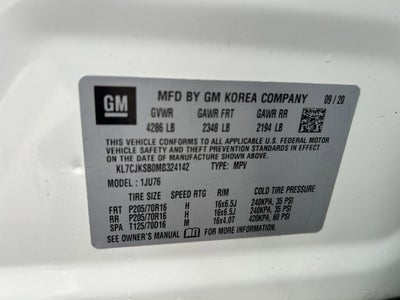 GM
MFD BY GM KOREA COMPANY 09/20
GVWR GAWR FRT GAWR RR
4286 LB 2348 LB 2194 LB
THIS VEHICLE CONFORMS TO ALL APPLICABLE U.S. FEDERAL MOTOR
VEHICLE SAFETY AND THEFT PREVENTION STANDARDS IN
EFFECT ON THE DATE OF MANUFACTURE SHOWN ABOVE.
KL7CJKSB0MB324142 TYPE: MPV
MODEL: 1JU76
TIRE SIZE SPEED RTG RIM COLD TIRE PRESSURE
FRT P205/70R16 H 16x6.5J 240KPA, 35 PSI
RR P205/70R16 H 16x6.5J 240KPA, 35 PSI
SPA T125/70D16 M 16x4.0T 420KPA, 60 PSI
SEE OWNER'S MANUAL FOR ADDITIONAL INFORMATION.